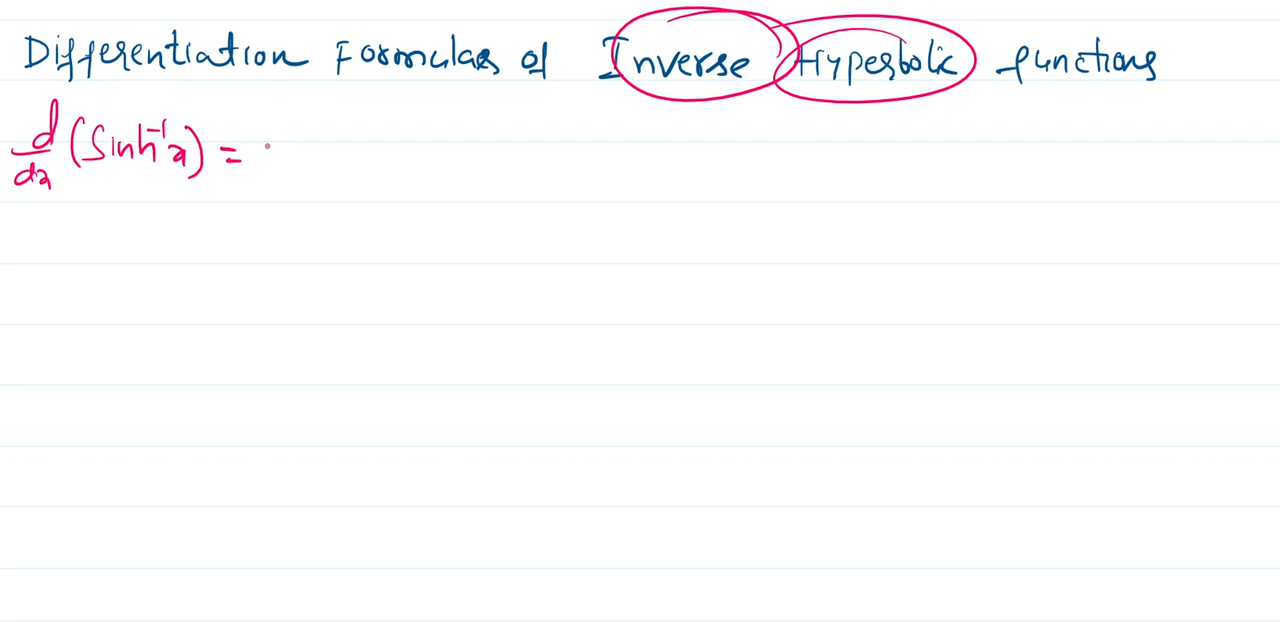 Differentiation Formulas of Inverse Hyperbolic functions
d/dx (Sinh⁻¹x) =